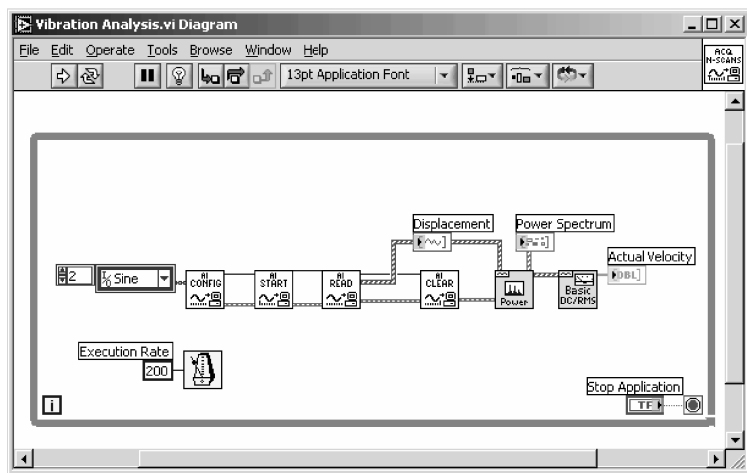 Vibration Analysis.vi Diagram
File Edit Operate Tools Browse Window Help
ACQ
N-SCANS
13pt Application Font
Displacement
Power Spectrum
Actual Velocity
DBL
2
I/O Sine
AI
CONFIG
AI
START
AI
READ
AI
CLEAR
Power
Basic
DC/RMS
Execution Rate
200
Stop Application
TF
i